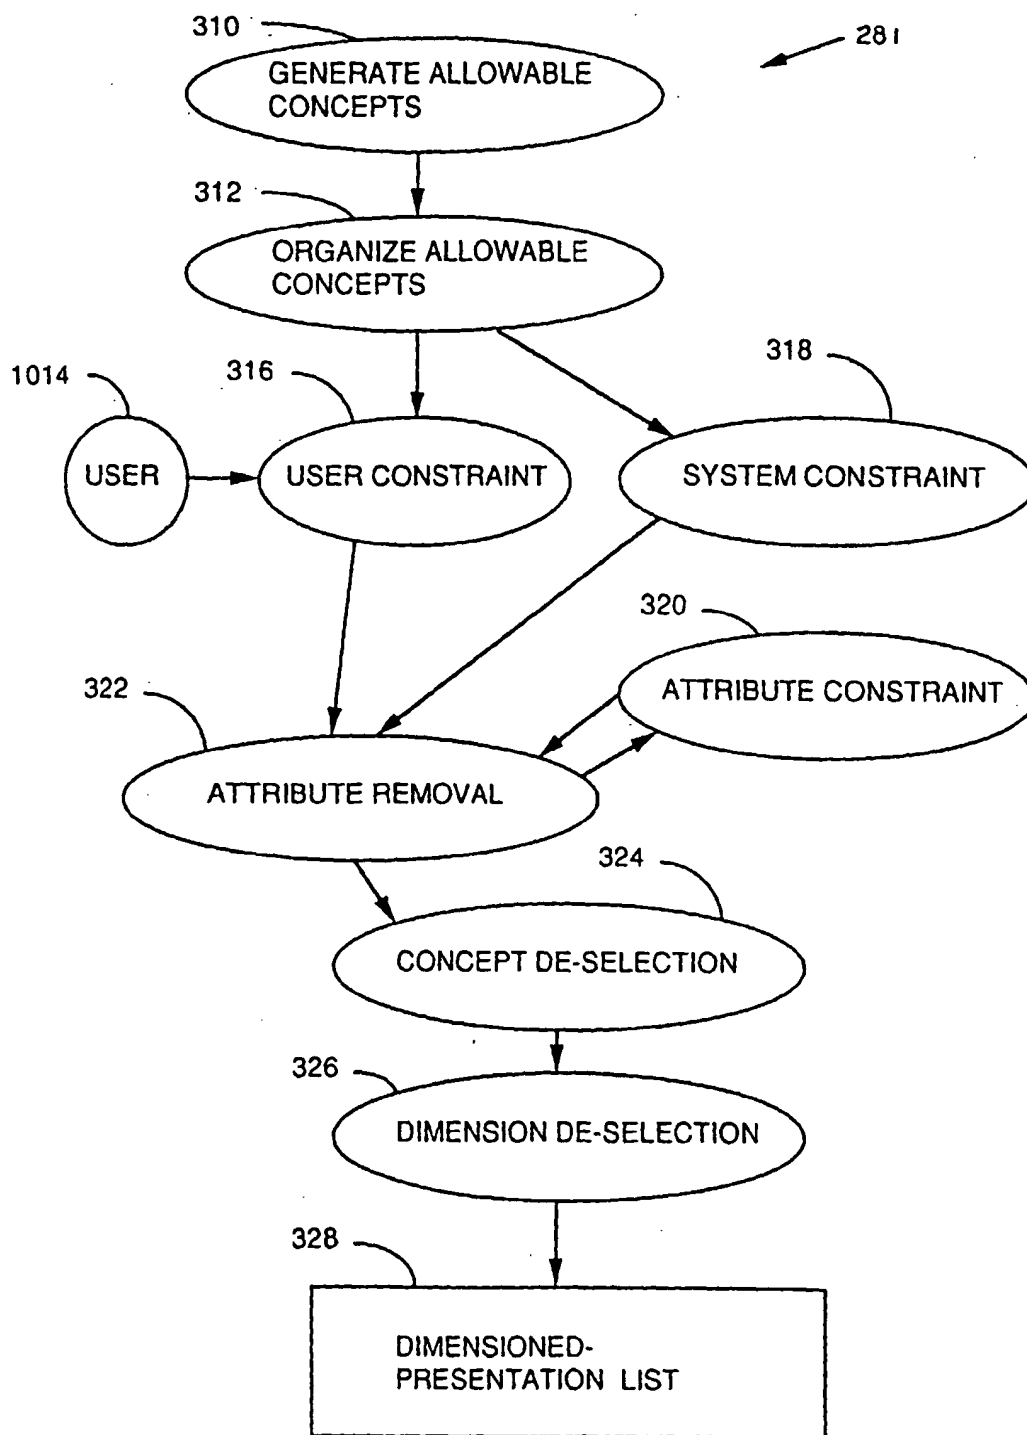 310
281
GENERATE ALLOWABLE
CONCEPTS
312
ORGANIZE ALLOWABLE
CONCEPTS
1014
316
318
USER
USER CONSTRAINT
SYSTEM CONSTRAINT
320
322
ATTRIBUTE CONSTRAINT
ATTRIBUTE REMOVAL
324
CONCEPT DE-SELECTION
326
DIMENSION DE-SELECTION
328
DIMENSIONED-
PRESENTATION LIST